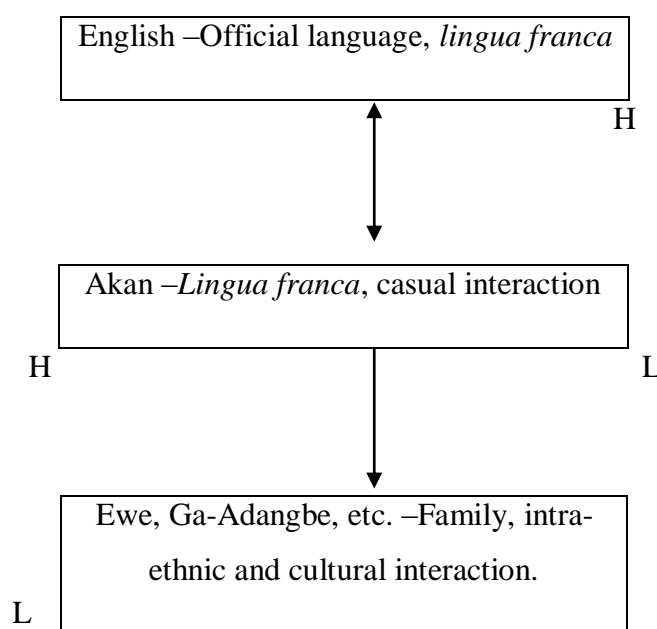 English –Official language, lingua franca
H
Akan –Lingua franca, casual interaction
H
L
Ewe, Ga-Adangbe, etc. –Family, intra-
ethnic and cultural interaction.
L